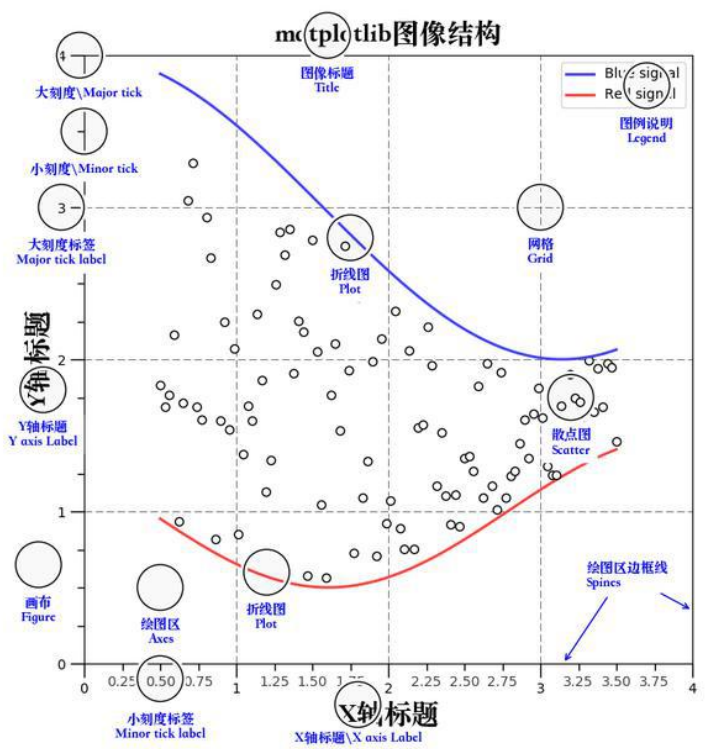 matplotlib图像结构
图像标题
Title
4
大刻度\Major tick
Blue signal
Red signal
图例说明
Legend
小刻度\Minor tick
3
大刻度标签
Major tick label
网格
Grid
折线图
Plot
2
Y轴标题
Y轴标题
Y axis Label
散点图
Scatter
1
画布
Figure
绘图区
Axes
折线图
Plot
绘图区边框线
Spines
0
0 0.25 0.50 0.75 1 1.25 1.50 1.75 2 2.25 2.50 2.75 3 3.25 3.50 3.75 4
小刻度标签
Minor tick label
X轴标题
X轴标题\X axis Label